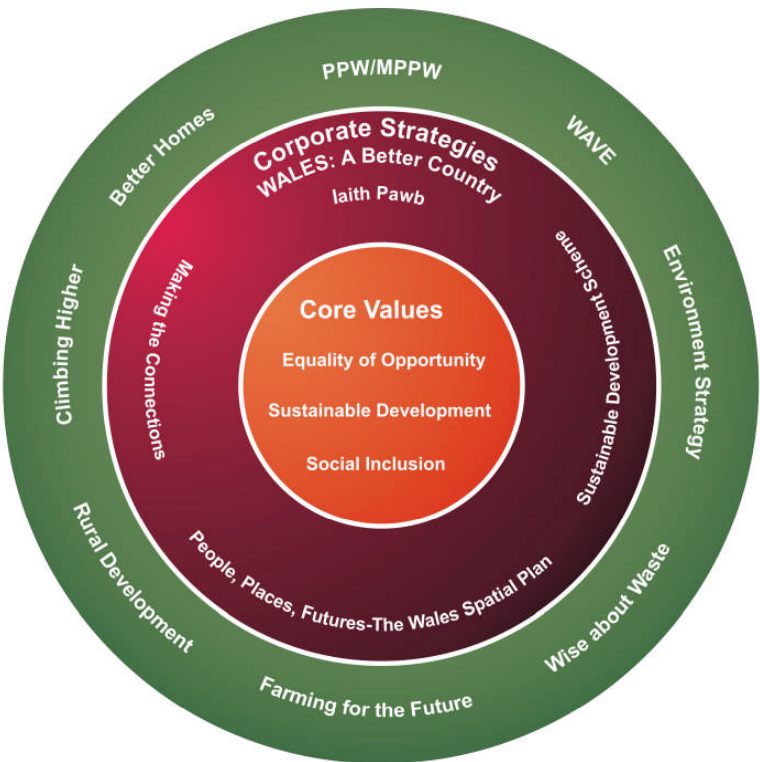 PPW/MPPW
WAVE
Environment Strategy
Wise about Waste
Farming for the Future
Rural Development
Climbing Higher
Better Homes
Corporate Strategies
WALES: A Better Country
Iaith Pawb
Sustainable Development Scheme
People, Places, Futures-The Wales Spatial Plan
Making the Connections
Core Values
Equality of Opportunity
Sustainable Development
Social Inclusion